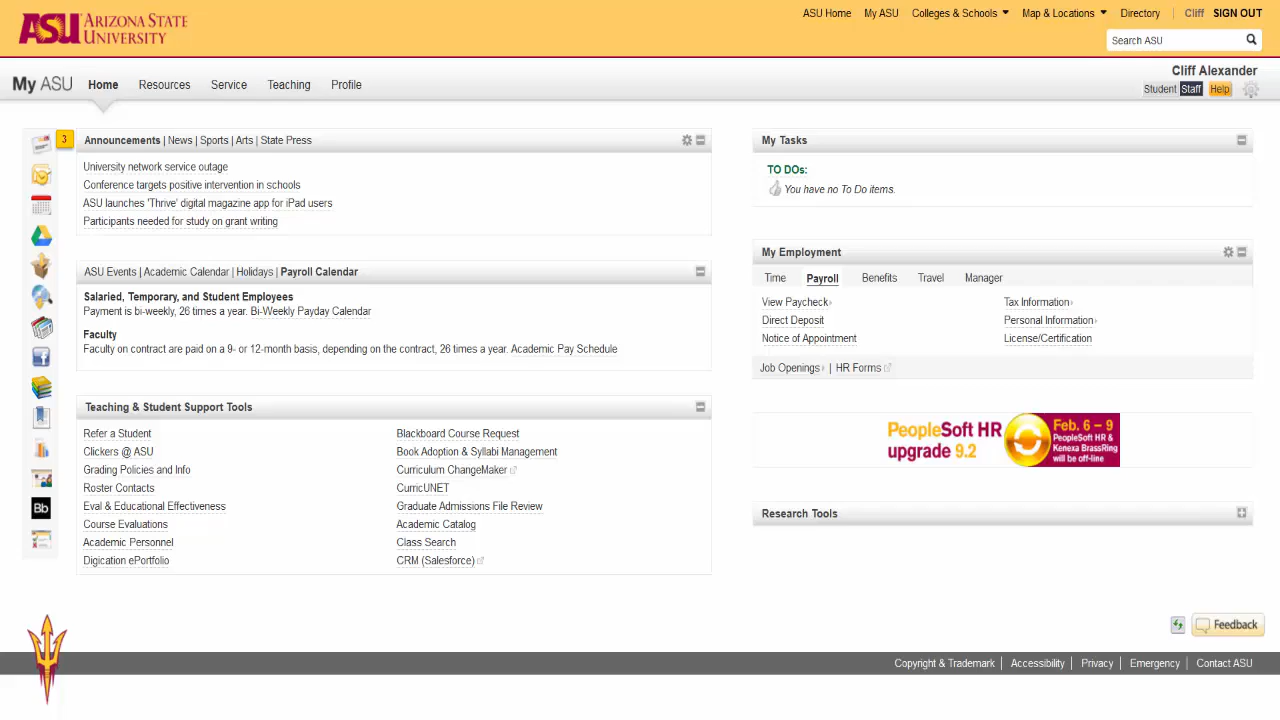 ASU ARIZONA STATE UNIVERSITY
ASU Home My ASU Colleges & Schools Map & Locations Directory Cliff SIGN OUT
Search ASU
My ASU Home Resources Service Teaching Profile
Cliff Alexander
Student Staff Help
3
Announcements | News | Sports | Arts | State Press
University network service outage
Conference targets positive intervention in schools
ASU launches 'Thrive' digital magazine app for iPad users
Participants needed for study on grant writing
ASU Events | Academic Calendar | Holidays | Payroll Calendar
Salaried, Temporary, and Student Employees
Payment is bi-weekly, 26 times a year. Bi-Weekly Payday Calendar
Faculty
Faculty on contract are paid on a 9- or 12-month basis, depending on the contract, 26 times a year. Academic Pay Schedule
Teaching & Student Support Tools
Refer a Student
Clickers @ ASU
Grading Policies and Info
Roster Contacts
Eval & Educational Effectiveness
Course Evaluations
Academic Personnel
Digication ePortfolio
Blackboard Course Request
Book Adoption & Syllabi Management
Curriculum ChangeMaker
CurricUNET
Graduate Admissions File Review
Academic Catalog
Class Search
CRM (Salesforce)
Bb
My Tasks
TO DOs:
You have no To Do items.
My Employment
Time Payroll Benefits Travel Manager
View Paycheck›
Direct Deposit
Notice of Appointment
Tax Information›
Personal Information›
License/Certification
Job Openings› | HR Forms
PeopleSoft HR
upgrade 9.2
Feb. 6 – 9
PeopleSoft HR &
Kenexa BrassRing
will be off-line
Research Tools
Feedback
Copyright & Trademark | Accessibility | Privacy | Emergency | Contact ASU